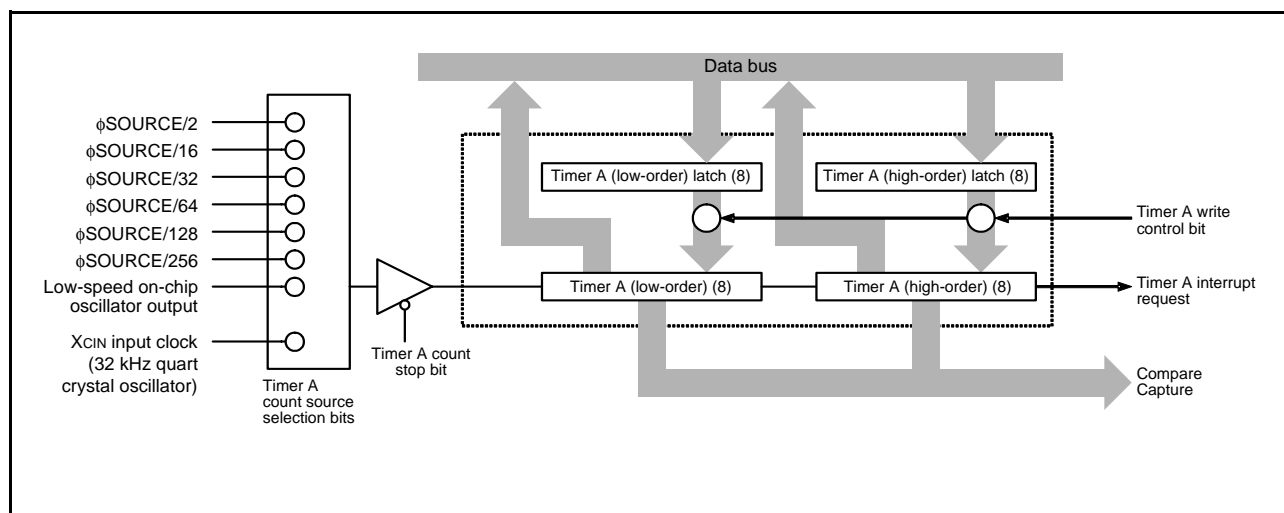 Data bus
ϕSOURCE/2
ϕSOURCE/16
ϕSOURCE/32
ϕSOURCE/64
ϕSOURCE/128
ϕSOURCE/256
Low-speed on-chip
oscillator output
XCIN input clock
(32 kHz quart
crystal oscillator)
Timer A
count source
selection bits
Timer A count
stop bit
Timer A (low-order) latch (8)
Timer A (high-order) latch (8)
Timer A write
control bit
Timer A (low-order) (8)
Timer A (high-order) (8)
Timer A interrupt
request
Compare
Capture